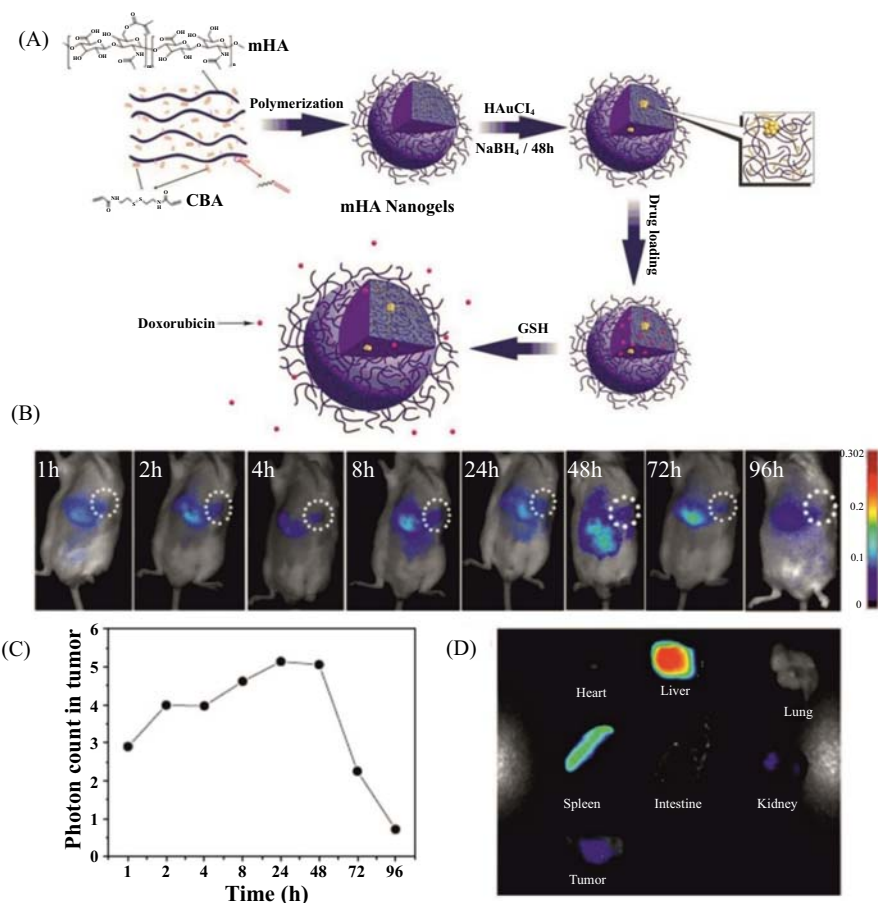 (A)
mHA
Polymerization
HAuCI₄
NaBH₄ / 48h
CBA
mHA Nanogels
Drug loading
Doxorubicin
GSH
(B)
1h 2h 4h 8h 24h 48h 72h 96h
0.302
0.2
0.1
0
(C)
Photon count in tumor
6
5
4
3
2
1
0
1 2 4 8 24 48 72 96
Time (h)
(D)
Heart Liver Lung
Spleen Intestine Kidney
Tumor